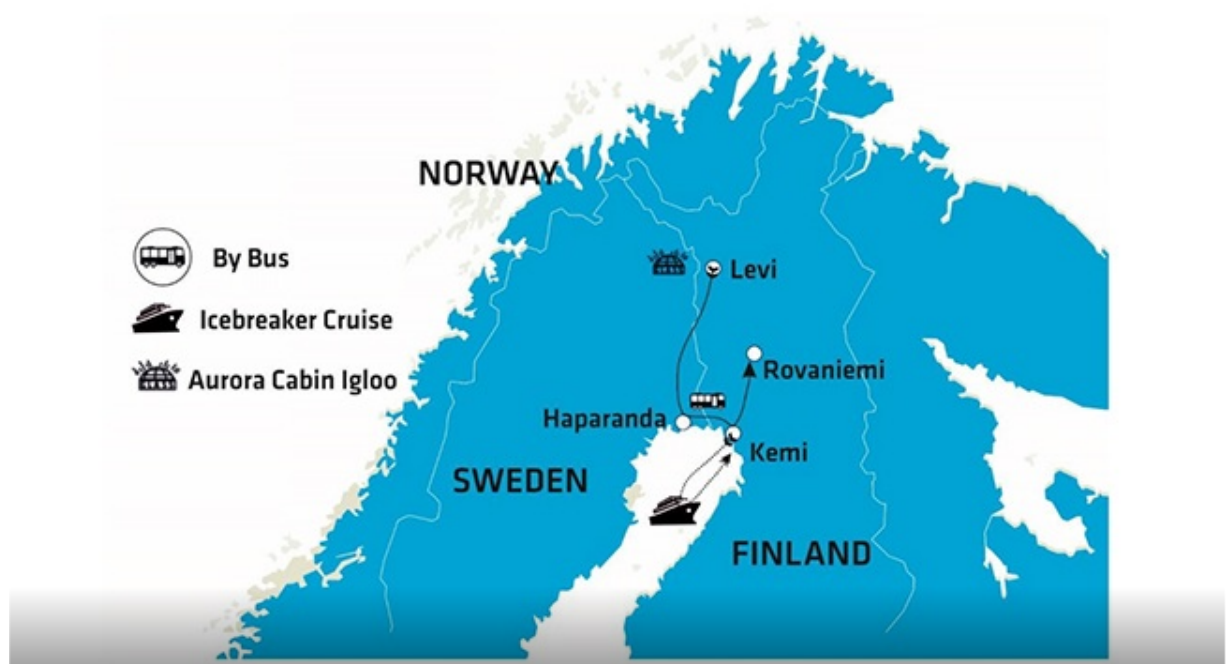 NORWAY
By Bus
Levi
Icebreaker Cruise
Aurora Cabin Igloo
Rovaniemi
Haparanda
Kemi
SWEDEN
FINLAND